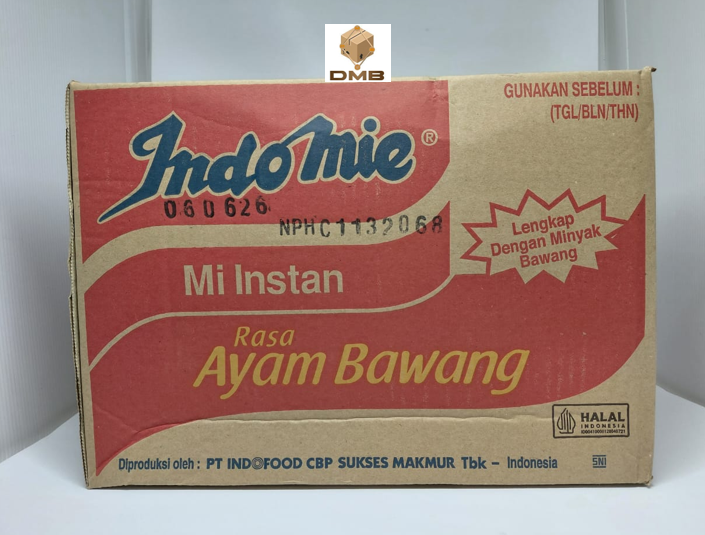 DMB
GUNAKAN SEBELUM :
(TGL/BLN/THN)
Indomie®
060626
NPHC1132068
Lengkap
Dengan Minyak
Bawang
Mi Instan
Rasa
Ayam Bawang
HALAL
INDONESIA
Diproduksi oleh : PT INDOFOOD CBP SUKSES MAKMUR Tbk – Indonesia
SNI